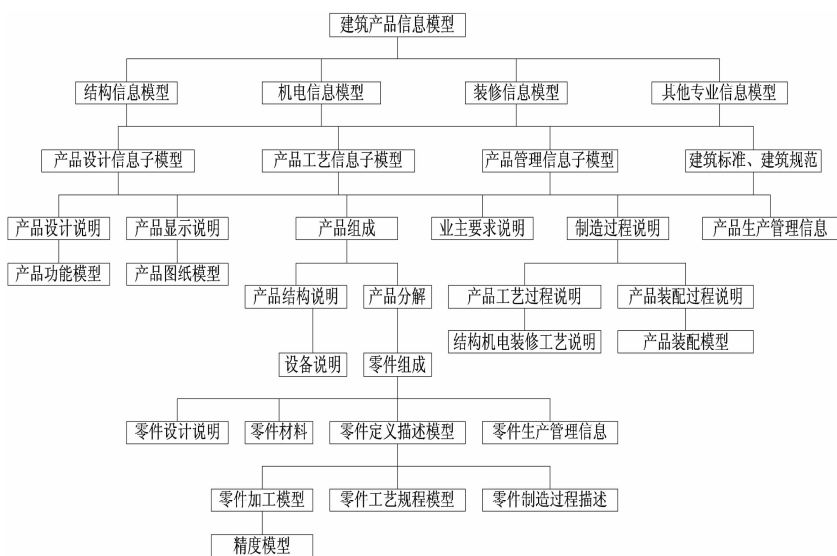 建筑产品信息模型
结构信息模型
机电信息模型
装修信息模型
其他专业信息模型
产品设计信息子模型
产品工艺信息子模型
产品管理信息子模型
建筑标准、建筑规范
产品设计说明
产品显示说明
产品组成
业主要求说明
制造过程说明
产品生产管理信息
产品功能模型
产品图纸模型
产品结构说明
产品分解
产品工艺过程说明
产品装配过程说明
设备说明
零件组成
结构机电装修工艺说明
产品装配模型
零件设计说明
零件材料
零件定义描述模型
零件生产管理信息
零件加工模型
零件工艺规程模型
零件制造过程描述
精度模型